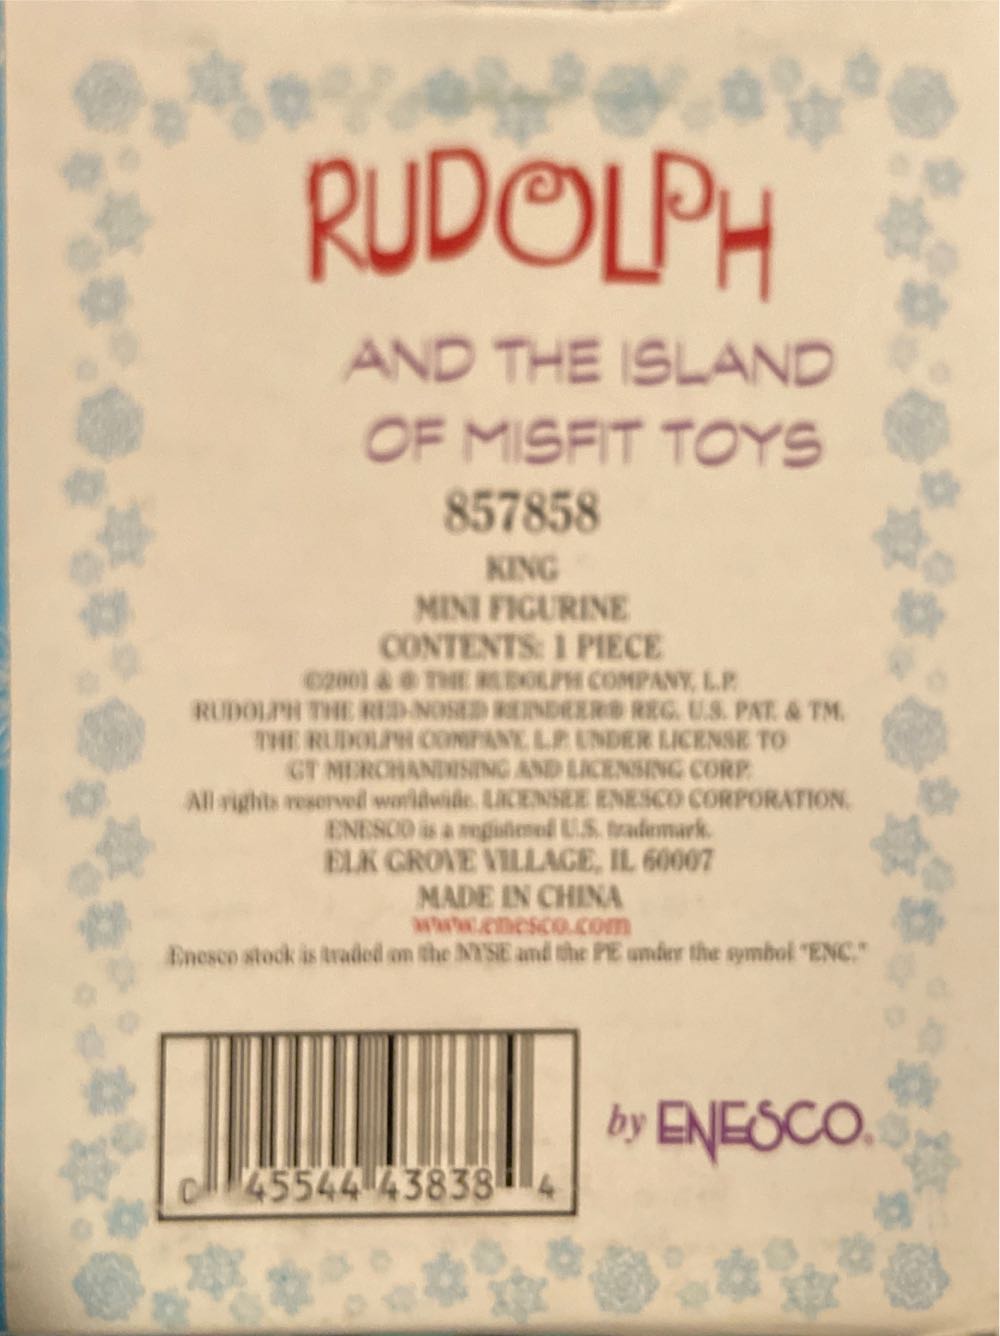 RUDOLPH
AND THE ISLAND
OF MISFIT TOYS
857858
KING
MINI FIGURINE
CONTENTS: 1 PIECE
©2001 & ® THE RUDOLPH COMPANY, L.P.
RUDOLPH THE RED-NOSED REINDEER® REG. U.S. PAT. & TM.
THE RUDOLPH COMPANY, L.P. UNDER LICENSE TO
GT MERCHANDISING AND LICENSING CORP.
All rights reserved worldwide. LICENSEE ENESCO CORPORATION.
ENESCO is a registered U.S. trademark.
ELK GROVE VILLAGE, IL 60007
MADE IN CHINA
www.enesco.com
Enesco stock is traded on the NYSE and the PE under the symbol "ENC."
0 45544 43838 4
by ENESCO®